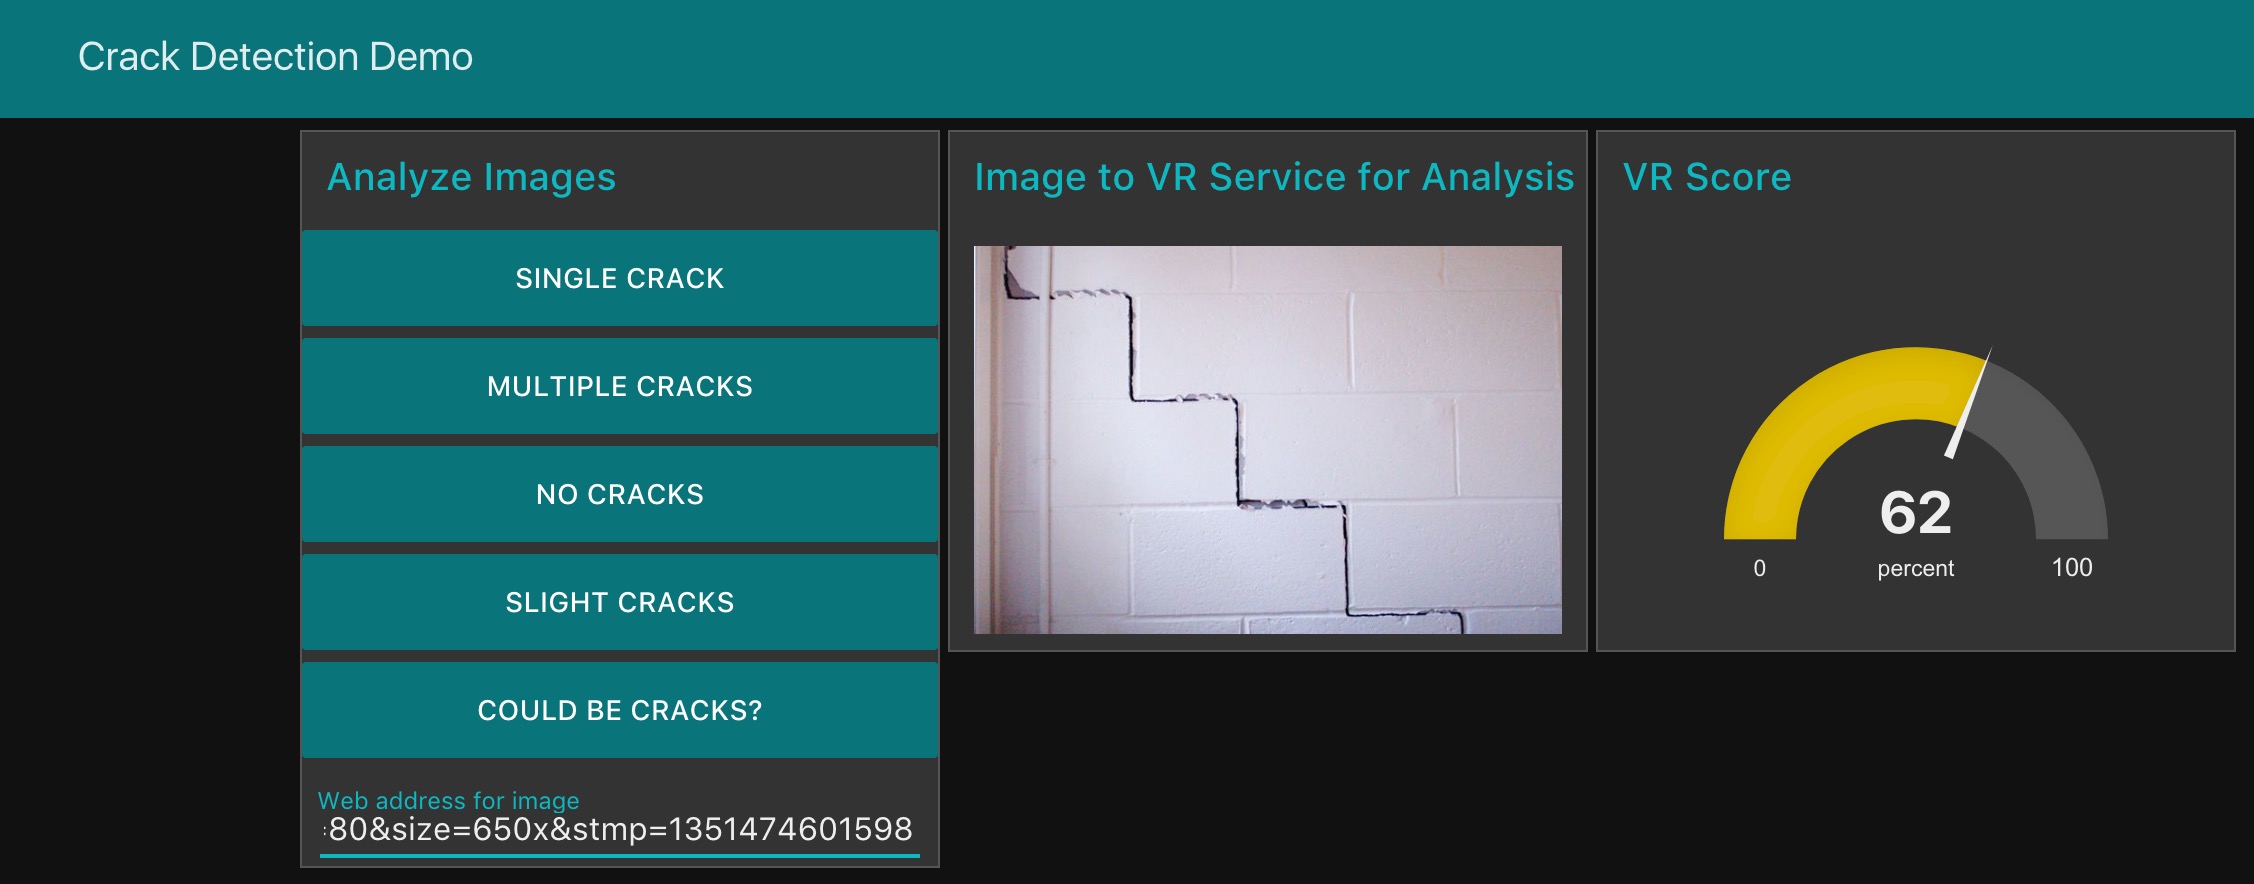 Crack Detection Demo
Analyze Images
SINGLE CRACK
MULTIPLE CRACKS
NO CRACKS
SLIGHT CRACKS
COULD BE CRACKS?
Web address for image
=80&size=650x&stmp=1351474601598
Image to VR Service for Analysis
VR Score
62
0
percent
100